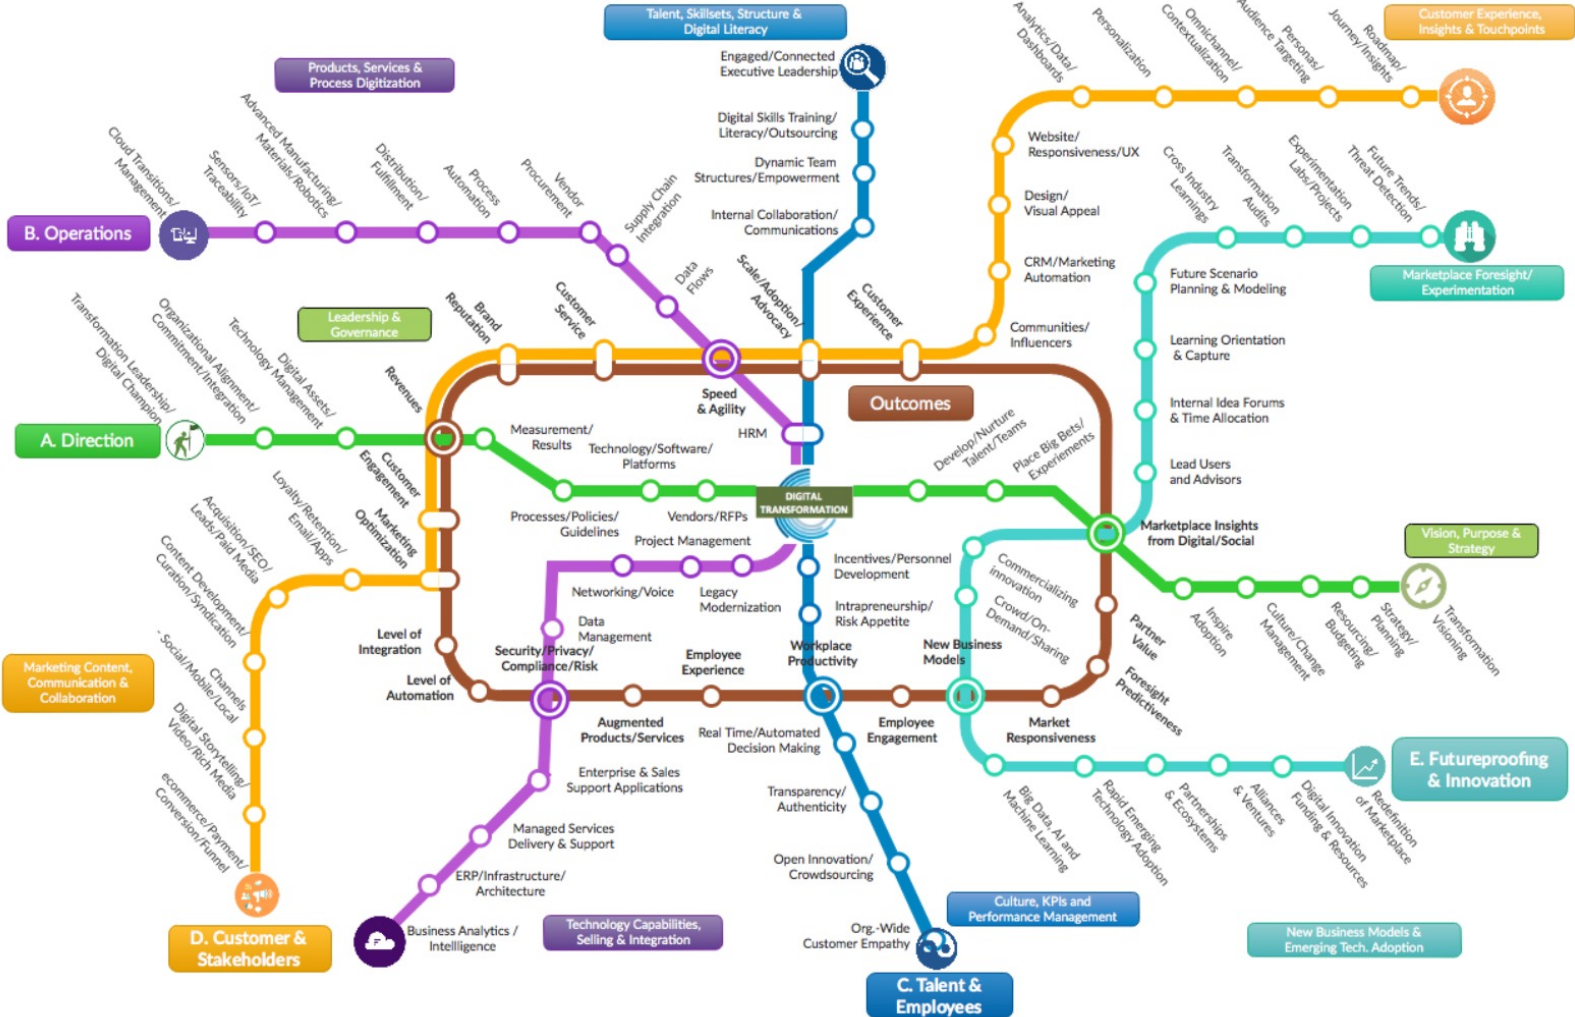 Talent, Skillsets, Structure &
Digital Literacy
Customer Experience,
Insights & Touchpoints
Products, Services &
Process Digitization
Engaged/Connected
Executive Leadership
Digital Skills Training/
Literacy/Outsourcing
Dynamic Team
Structures/Empowerment
Internal Collaboration/
Communications
Analytics/Data/
Dashboards
Personalization
Omnichannel/
Contextualization
Audience Targeting
Personas/
Roadmap/
Journey/Insights
Website/
Responsiveness/UX
Design/
Visual Appeal
CRM/Marketing
Automation
Communities/
Influencers
Cloud Transitions/
Management
Sensors/IoT/
Traceability
Advanced Manufacturing/
Materials/Robotics
Distribution/
Fulfillment
Process
Automation
Vendor
Procurement
Supply Chain
Integration
Data
Flows
B. Operations
Cross Industry
Learnings
Transformation
Audits
Experimentation
Labs/Projects
Future Trends/
Threat Detection
Marketplace Foresight/
Experimentation
Future Scenario
Planning & Modeling
Learning Orientation
& Capture
Internal Idea Forums
& Time Allocation
Lead Users
and Advisors
Leadership &
Governance
Transformation Leadership/
Digital Champion
Organizational Alignment/
Commitment/Integration
Technology Management
Digital Assets/
A. Direction
Revenues
Brand
Reputation
Customer
Service
Scale/Adoption/
Advocacy
Customer
Experience
Speed
& Agility
Outcomes
HRM
Measurement/
Results
Technology/Software/
Platforms
Processes/Policies/
Guidelines
Vendors/RFPs
Project Management
DIGITAL
TRANSFORMATION
Develop/Nurture
Talent/Teams
Place Big Bets/
Experiements
Marketplace Insights
from Digital/Social
Vision, Purpose &
Strategy
Inspire
Adoption
Culture/Change
Management
Resourcing/
Budgeting
Strategy/
Planning
Transformation
Visioning
Customer
Engagement
Marketing
Optimization
Loyalty/Retention/
Email/Apps
Acquisition/SEO/
Leads/Paid Media
Content Development/
Curation/Syndication
Channels
- Social/Mobile/Local
Digital Storytelling/
Video/Rich Media
ecommerce/Payment/
Conversion/Funnel
Marketing Content,
Communication &
Collaboration
D. Customer &
Stakeholders
Networking/Voice
Legacy
Modernization
Data
Management
Incentives/Personnel
Development
Intrapreneurship/
Risk Appetite
Commercializing
innovation
Crowd/On-
Demand/Sharing
Level of
Integration
Level of
Automation
Security/Privacy/
Compliance/Risk
Employee
Experience
Workplace
Productivity
New Business
Models
Partner
Value
Foresight
Predictiveness
Augmented
Products/Services
Real Time/Automated
Decision Making
Employee
Engagement
Market
Responsiveness
Enterprise & Sales
Support Applications
Managed Services
Delivery & Support
ERP/Infrastructure/
Architecture
Business Analytics /
Intellligence
Technology Capabilities,
Selling & Integration
Transparency/
Authenticity
Open Innovation/
Crowdsourcing
Org.-Wide
Customer Empathy
Culture, KPIs and
Performance Management
C. Talent &
Employees
Big Data, AI and
Machine Learning
Rapid Emerging
Technology Adoption
Partnerships
& Ecosystems
Alliances
& Ventures
Digital Innovation
Funding & Resources
Redefinition
of Marketplace
E. Futureproofing
& Innovation
New Business Models &
Emerging Tech. Adoption